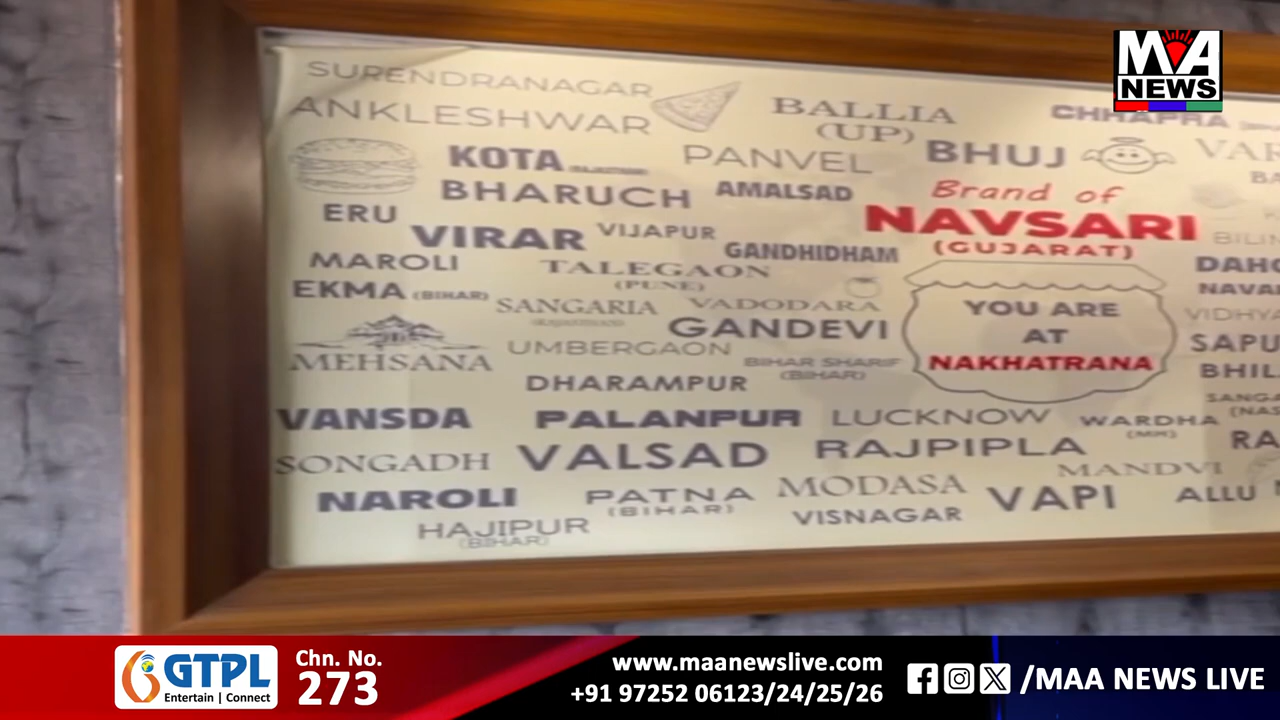 MAA
NEWS
SURENDRANAGAR
ANKLESHWAR
BALLIA
(UP)
CHHAPRA
KOTA
PANVEL
BHUJ
BHARUCH
AMALSAD
Brand of
NAVSARI
(GUJARAT)
ERU
VIRAR
VIJAPUR
GANDHIDHAM
MAROLI
TALEGAON
(PUNE)
EKMA (BIHAR)
SANGARIA
VADODARA
GANDEVI
YOU ARE
AT
NAKHATRANA
MEHSANA
UMBERGAON
BIHAR SHARIF
(BIHAR)
DHARAMPUR
VANSDA
PALANPUR
LUCKNOW
WARDHA
(MH)
SONGADH
VALSAD
RAJPIPLA
MANDVI
NAROLI
PATNA
(BIHAR)
MODASA
VAPI
ALLU
HAJIPUR
(BIHAR)
VISNAGAR
GTPL
Entertain | Connect
Chn. No.
273
www.maanewslive.com
+91 97252 06123/24/25/26
/MAA NEWS LIVE